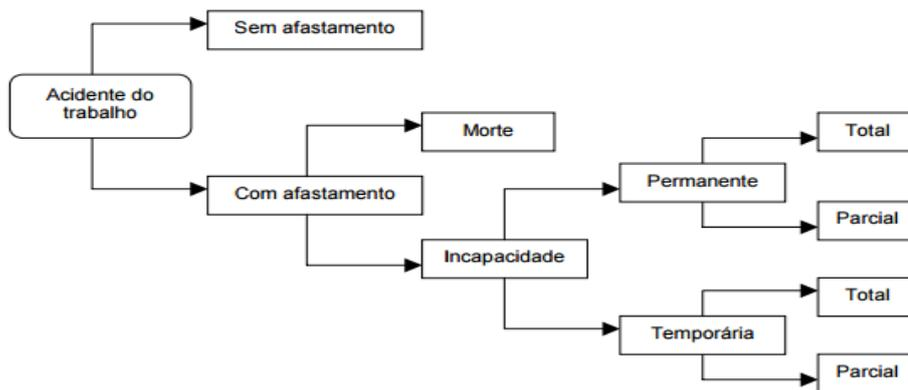 Sem afastamento
Acidente do
trabalho
Morte
Total
Com afastamento
Permanente
Parcial
Incapacidade
Total
Temporária
Parcial